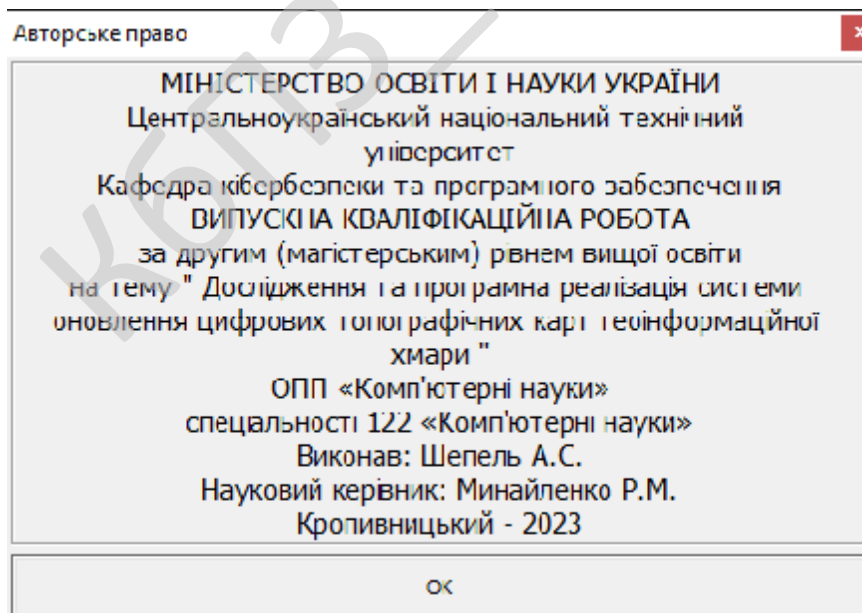 Авторське право
x
МІНІСТЕРСТВО ОСВІТИ І НАУКИ УКРАЇНИ
Центральноукраїнський національний технічний
університет
Кафедра кібербезпеки та програмного забезпечення
ВИПУСКНА КВАЛІФІКАЦІЙНА РОБОТА
за другим (магістерським) рівнем вищої освіти
на тему " Дослідження та програмна реалізація системи
оновлення цифрових топографічних карт геоінформаційної
хмари "
ОПП «Комп'ютерні науки»
спеціальності 122 «Комп'ютерні науки»
Виконав: Шепель А.С.
Науковий керівник: Минайленко Р.М.
Кропивницький - 2023
ОК
КбПЗ_